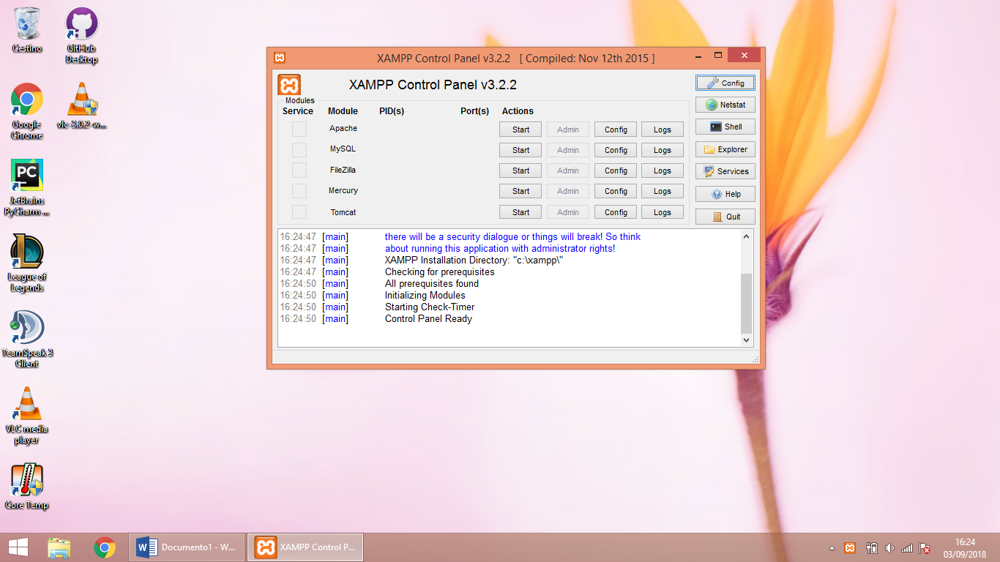 Cestino
GitHub
Desktop
Google
Chrome
vlc-3.0.2-w...
PC
JetBrains
PyCharm ...
League of
Legends
TeamSpeak 3
Client
VLC media
player
Core Temp
XAMPP Control Panel v3.2.2 [ Compiled: Nov 12th 2015 ]
XAMPP Control Panel v3.2.2
Config
Netstat
Shell
Explorer
Services
Help
Quit
Modules
Service Module PID(s) Port(s) Actions
Apache Start Admin Config Logs
MySQL Start Admin Config Logs
FileZilla Start Admin Config Logs
Mercury Start Admin Config Logs
Tomcat Start Admin Config Logs
16:24:47 [main] there will be a security dialogue or things will break! So think
16:24:47 [main] about running this application with administrator rights!
16:24:47 [main] XAMPP Installation Directory: "c:\xampp\"
16:24:47 [main] Checking for prerequisites
16:24:50 [main] All prerequisites found
16:24:50 [main] Initializing Modules
16:24:50 [main] Starting Check-Timer
16:24:50 [main] Control Panel Ready
Documento1 - W...
XAMPP Control P...
16:24
03/09/2018